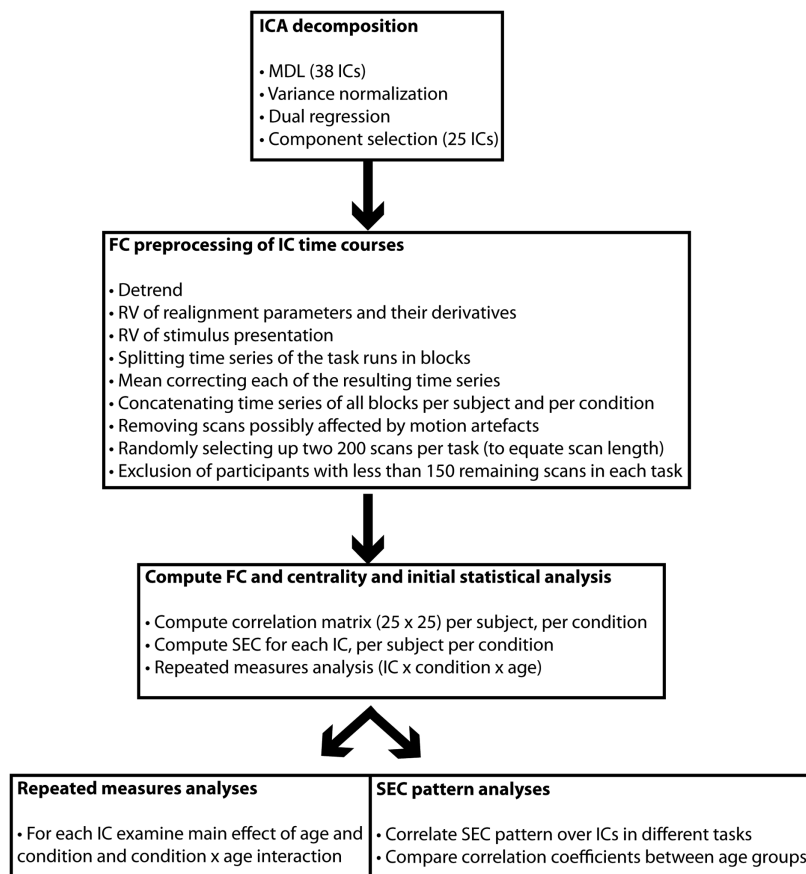 ICA decomposition
• MDL (38 ICs)
• Variance normalization
• Dual regression
• Component selection (25 ICs)
FC preprocessing of IC time courses
• Detrend
• RV of realignment parameters and their derivatives
• RV of stimulus presentation
• Splitting time series of the task runs in blocks
• Mean correcting each of the resulting time series
• Concatenating time series of all blocks per subject and per condition
• Removing scans possibly affected by motion artefacts
• Randomly selecting up two 200 scans per task (to equate scan length)
• Exclusion of participants with less than 150 remaining scans in each task
Compute FC and centrality and initial statistical analysis
• Compute correlation matrix (25 x 25) per subject, per condition
• Compute SEC for each IC, per subject per condition
• Repeated measures analysis (IC x condition x age)
Repeated measures analyses
• For each IC examine main effect of age and
condition and condition x age interaction
SEC pattern analyses
• Correlate SEC pattern over ICs in different tasks
• Compare correlation coefficients between age groups